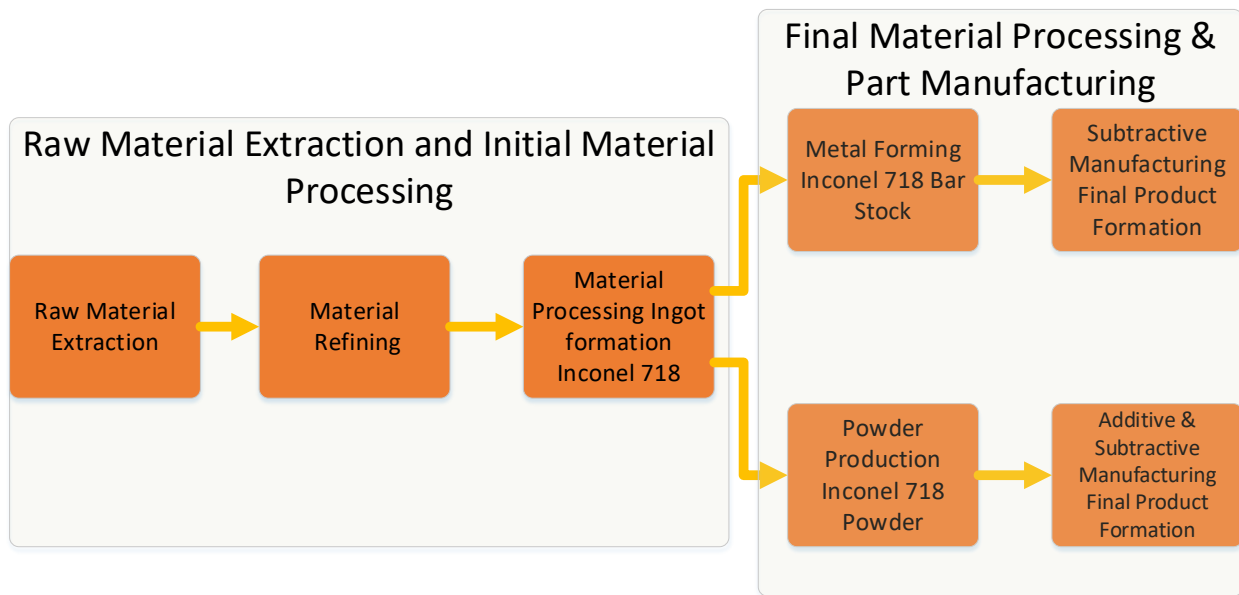 Raw Material Extraction and Initial Material
Processing
Raw Material
Extraction
Material
Refining
Material
Processing Ingot
formation
Inconel 718
Final Material Processing &
Part Manufacturing
Metal Forming
Inconel 718 Bar
Stock
Subtractive
Manufacturing
Final Product
Formation
Powder
Production
Inconel 718
Powder
Additive &
Subtractive
Manufacturing
Final Product
Formation